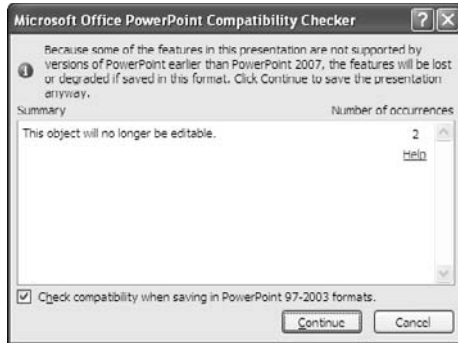 Microsoft Office PowerPoint Compatibility Checker
Because some of the features in this presentation are not supported by
versions of PowerPoint earlier than PowerPoint 2007, the features will be lost
or degraded if saved in this format. Click Continue to save the presentation
anyway.
Summary Number of occurrences
This object will no longer be editable. 2
Help
Check compatibility when saving in PowerPoint 97-2003 formats.
Continue Cancel